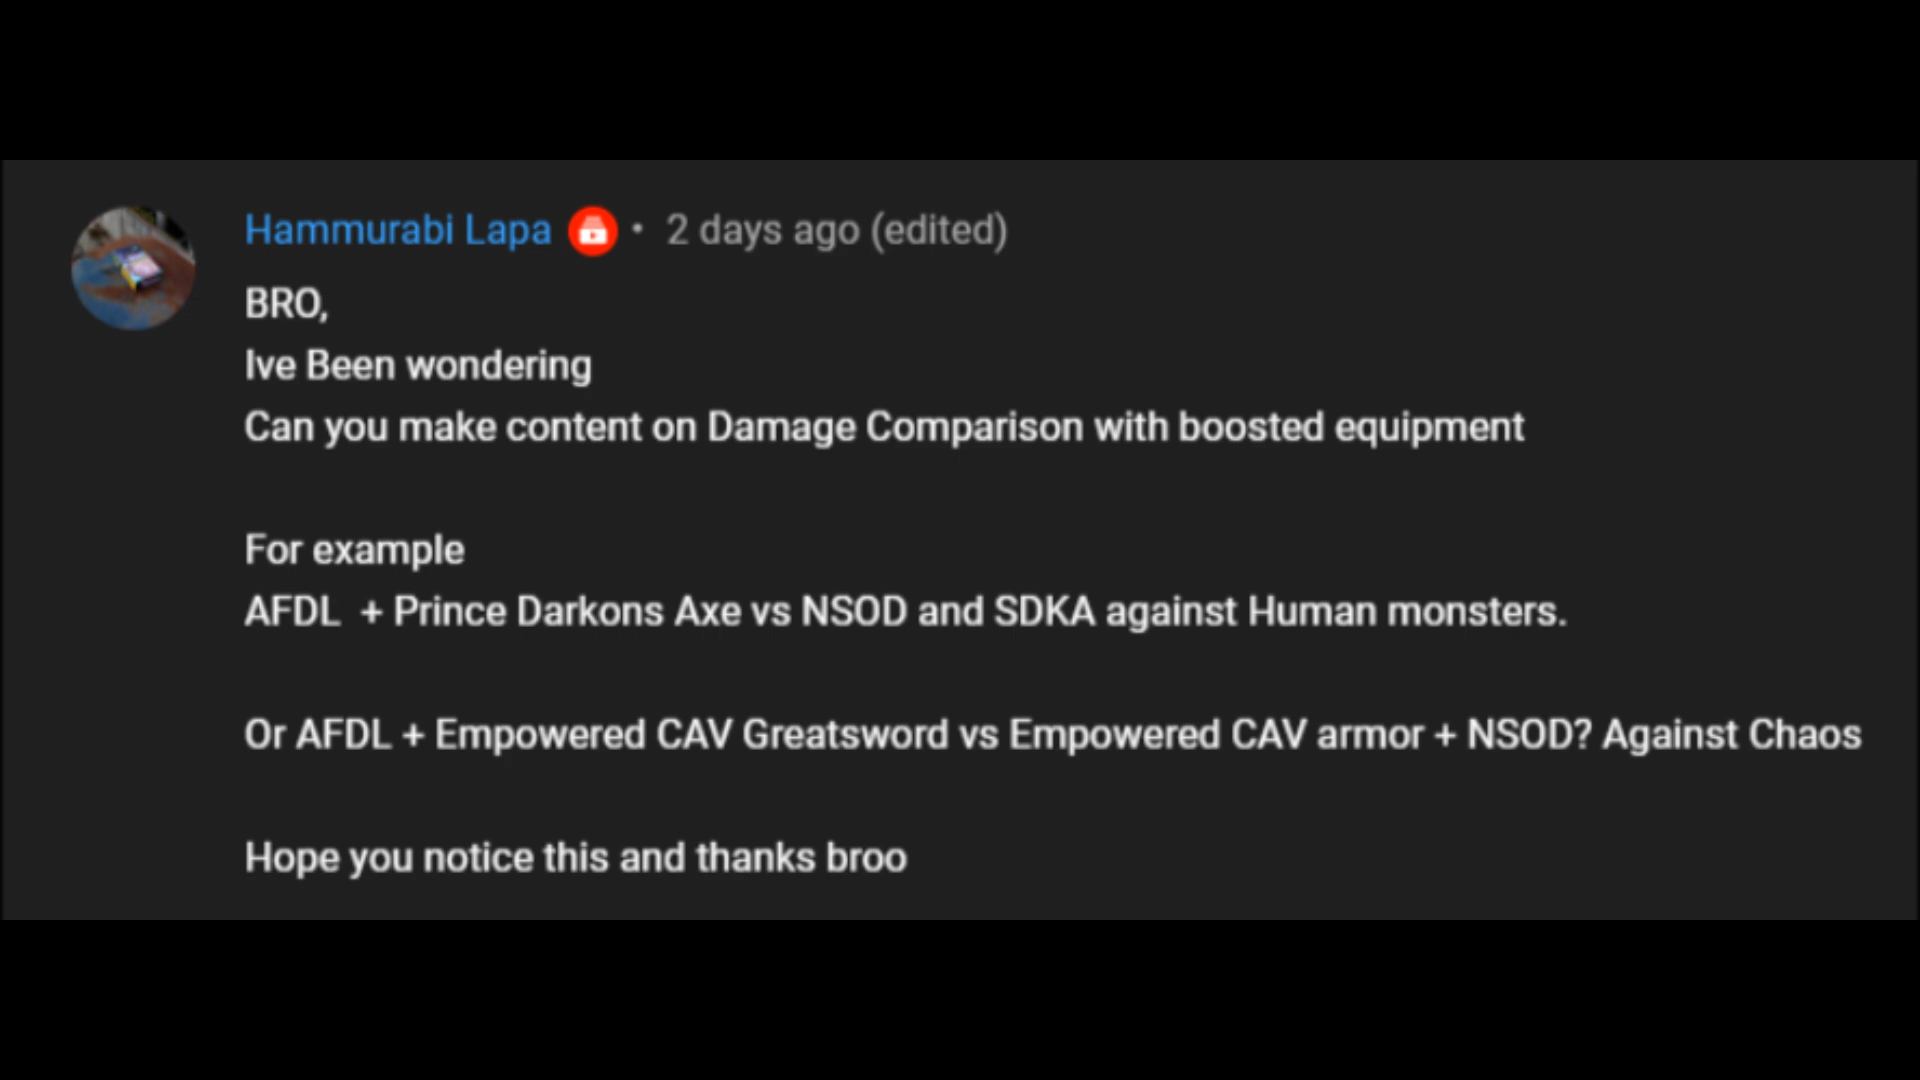 Hammurabi Lapa • 2 days ago (edited)
BRO,
Ive Been wondering
Can you make content on Damage Comparison with boosted equipment
For example
AFDL + Prince Darkons Axe vs NSOD and SDKA against Human monsters.
Or AFDL + Empowered CAV Greatsword vs Empowered CAV armor + NSOD? Against Chaos
Hope you notice this and thanks broo